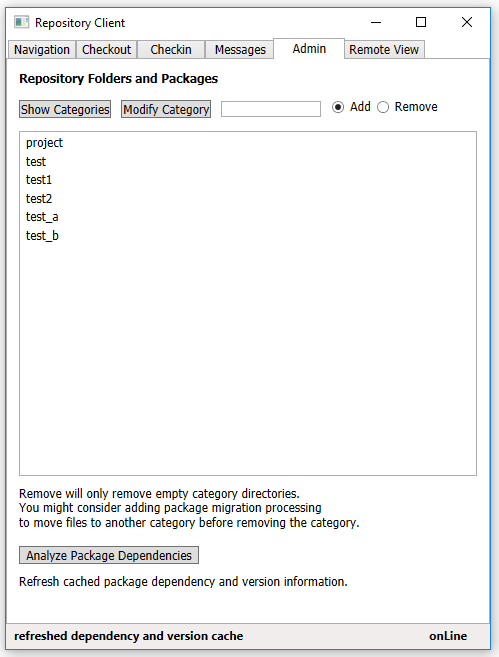 Repository Client
Navigation Checkout Checkin Messages Admin Remote View
Repository Folders and Packages
Show Categories Modify Category Add Remove
project
test
test1
test2
test_a
test_b
Remove will only remove empty category directories.
You might consider adding package migration processing
to move files to another category before removing the category.
Analyze Package Dependencies
Refresh cached package dependency and version information.
refreshed dependency and version cache onLine